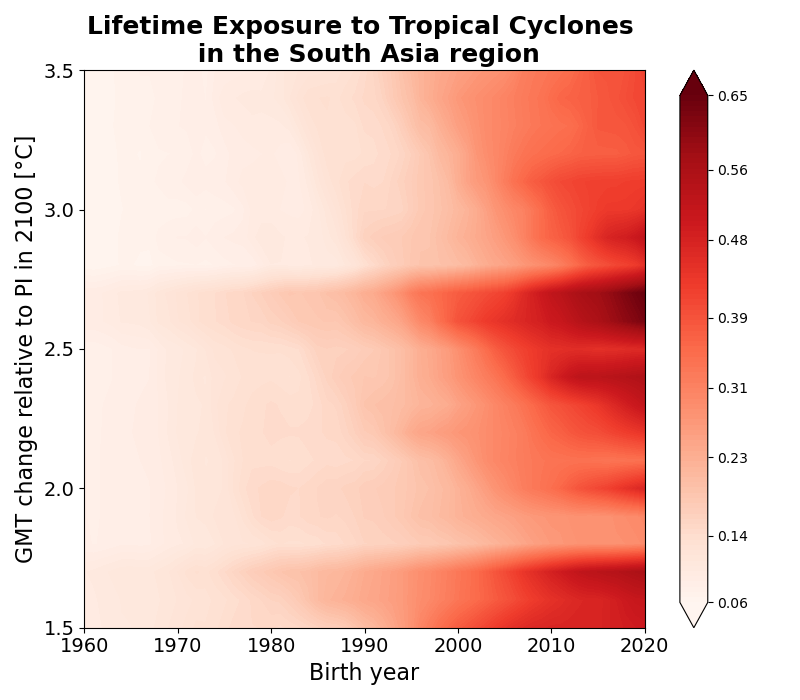 Lifetime Exposure to Tropical Cyclones
in the South Asia region
GMT change relative to PI in 2100 [°C]
3.5
3.0
2.5
2.0
1.5
1960 1970 1980 1990 2000 2010 2020
Birth year
0.65
0.56
0.48
0.39
0.31
0.23
0.14
0.06